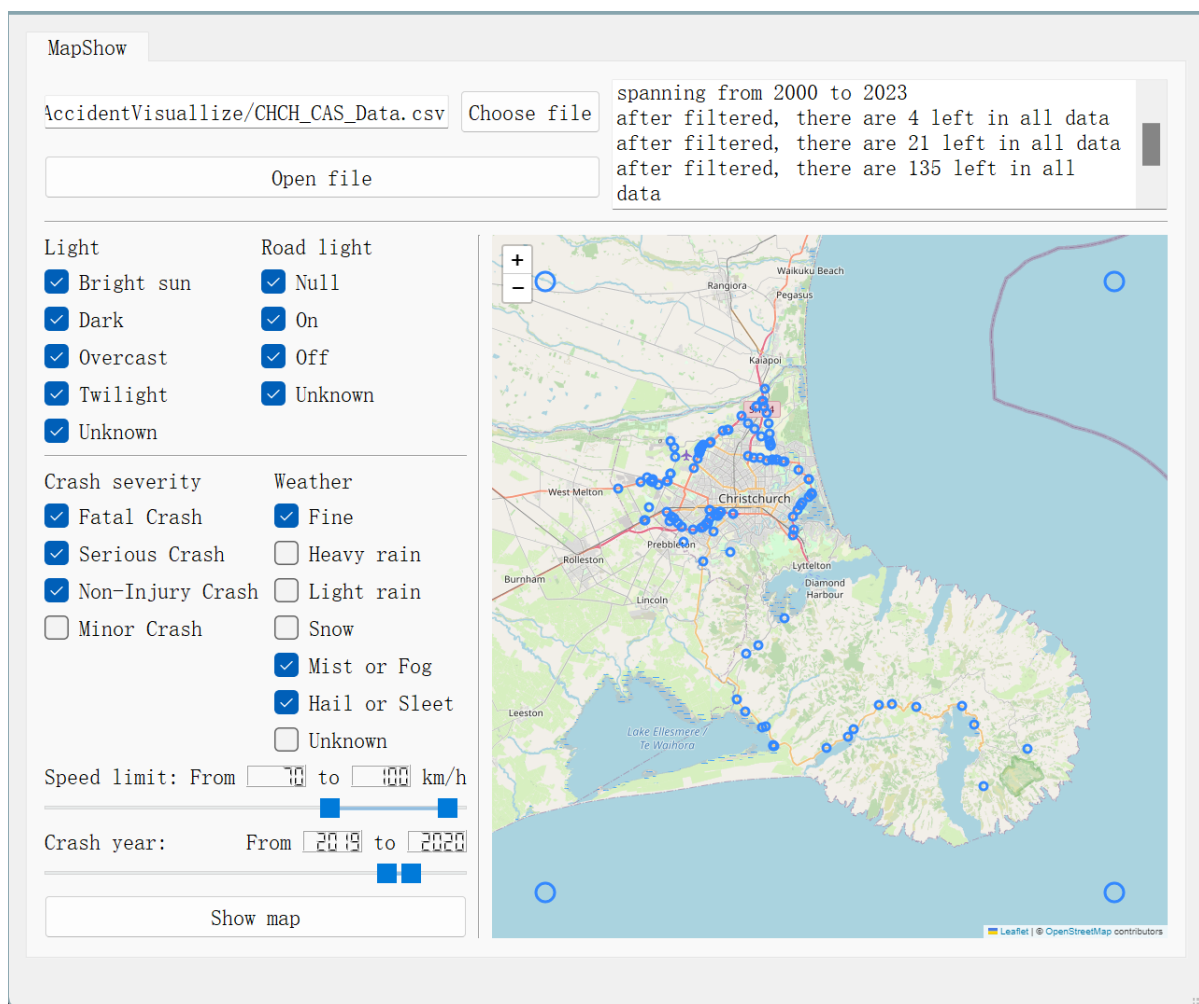 MapShow
AccidentVisuallize/CHCH_CAS_Data.csv
Choose file
Open file
spanning from 2000 to 2023
after filtered, there are 4 left in all data
after filtered, there are 21 left in all data
after filtered, there are 135 left in all
data
Light
Bright sun
Dark
Overcast
Twilight
Unknown
Road light
Null
On
Off
Unknown
Crash severity
Fatal Crash
Serious Crash
Non-Injury Crash
Minor Crash
Weather
Fine
Heavy rain
Light rain
Snow
Mist or Fog
Hail or Sleet
Unknown
Speed limit: From 70 to 100 km/h
Crash year: From 2019 to 2020
Show map
+
−
Waikuku Beach
Rangiora
Pegasus
Kaiapoi
West Melton
Christchurch
Prebbleton
Rolleston
Lyttelton
Burnham
Diamond
Harbour
Lincoln
Leeston
Lake Ellesmere /
Te Waihora
Leaflet | © OpenStreetMap contributors